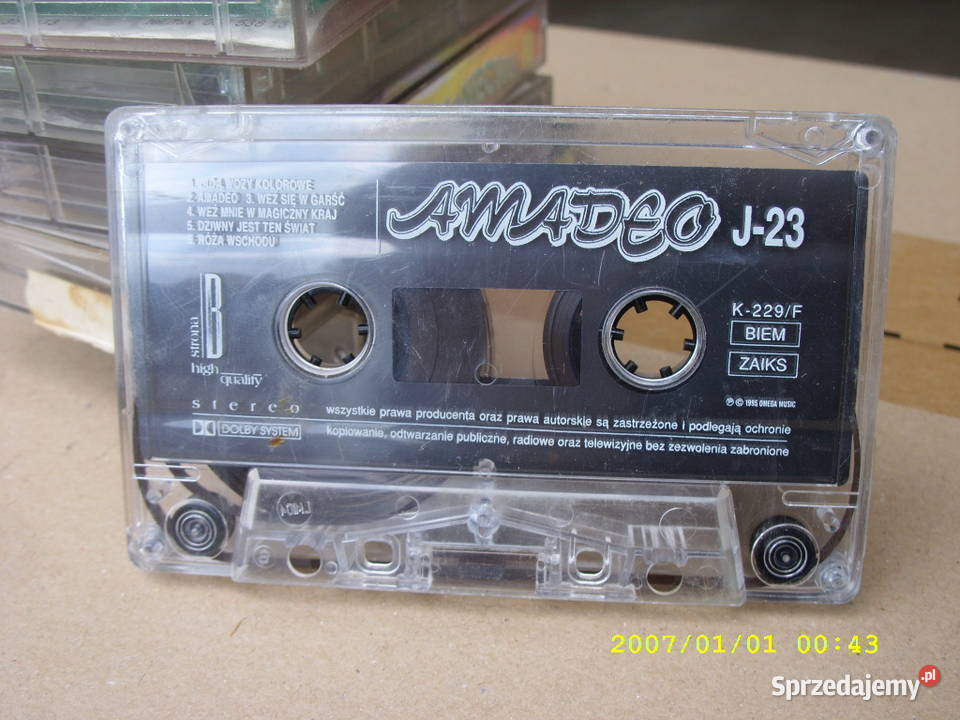 WOZY KOLOROWE
2. AMADEO 3. WEŹ SIĘ W GARŚĆ
4. WEŹ MNIE W MAGICZNY KRAJ
5. DZIWNY JEST TEN ŚWIAT
6. RÓŻA WSCHODU
AMADEO J-23
strona B
high quality
K-229/F
BIEM
ZAIKS
℗ © 1995 OMEGA MUSIC
stereo
DOLBY SYSTEM
wszystkie prawa producenta oraz prawa autorskie są zastrzeżone i podlegają ochronie
kopiowanie, odtwarzanie publiczne, radiowe oraz telewizyjne bez zezwolenia zabronione
2007/01/01 00:43
Sprzedajemy.pl